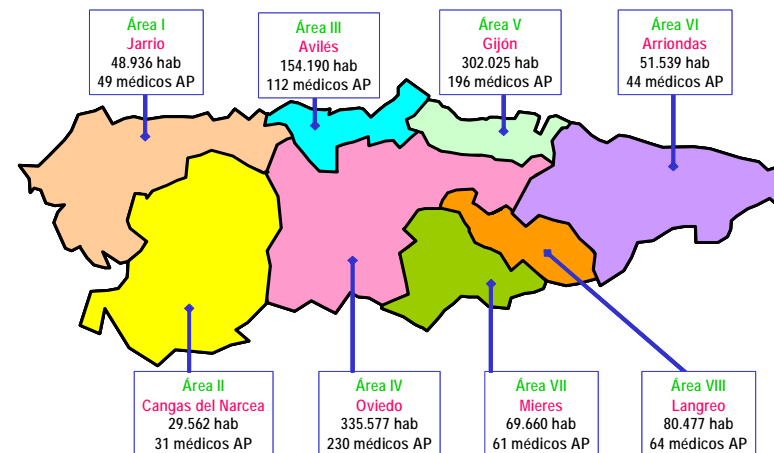 Área I
Jarrio
48.936 hab
49 médicos AP
Área III
Avilés
154.190 hab
112 médicos AP
Área V
Gijón
302.025 hab
196 médicos AP
Área VI
Arriondas
51.539 hab
44 médicos AP
Área II
Cangas del Narcea
29.562 hab
31 médicos AP
Área IV
Oviedo
335.577 hab
230 médicos AP
Área VII
Mieres
69.660 hab
61 médicos AP
Área VIII
Langreo
80.477 hab
64 médicos AP